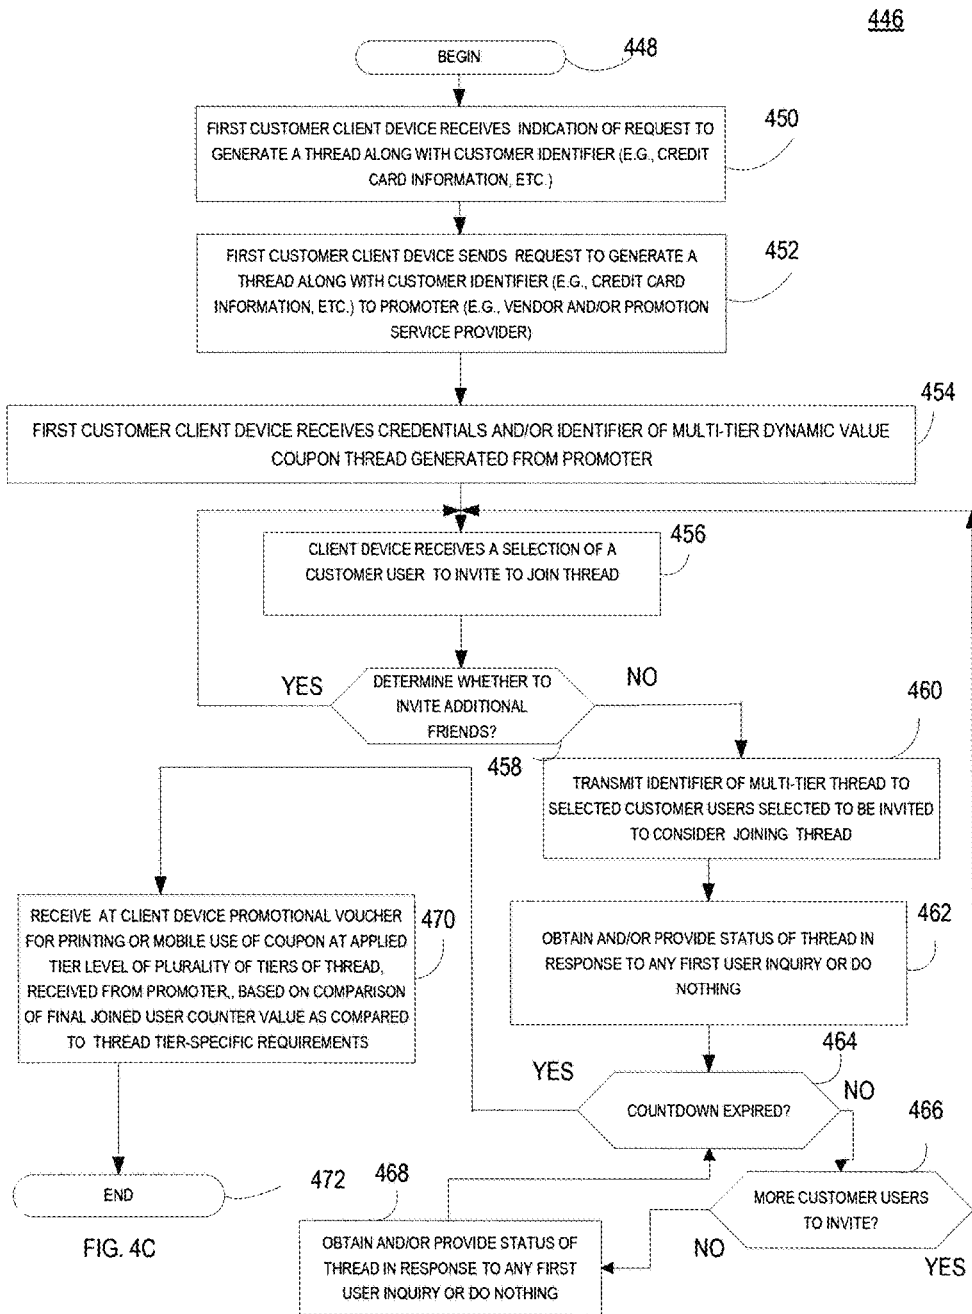 446
BEGIN
448
FIRST CUSTOMER CLIENT DEVICE RECEIVES INDICATION OF REQUEST TO
GENERATE A THREAD ALONG WITH CUSTOMER IDENTIFIER (E.G., CREDIT
CARD INFORMATION, ETC.)
450
FIRST CUSTOMER CLIENT DEVICE SENDS REQUEST TO GENERATE A
THREAD ALONG WITH CUSTOMER IDENTIFIER (E.G., CREDIT CARD
INFORMATION, ETC.) TO PROMOTER (E.G., VENDOR AND/OR PROMOTION
SERVICE PROVIDER)
452
454
FIRST CUSTOMER CLIENT DEVICE RECEIVES CREDENTIALS AND/OR IDENTIFIER OF MULTI-TIER DYNAMIC VALUE
COUPON THREAD GENERATED FROM PROMOTER
456
CLIENT DEVICE RECEIVES A SELECTION OF A
CUSTOMER USER TO INVITE TO JOIN THREAD
YES
DETERMINE WHETHER TO
INVITE ADDITIONAL
FRIENDS?
NO
458
460
TRANSMIT IDENTIFIER OF MULTI-TIER THREAD TO
SELECTED CUSTOMER USERS SELECTED TO BE INVITED
TO CONSIDER JOINING THREAD
462
OBTAIN AND/OR PROVIDE STATUS OF THREAD IN
RESPONSE TO ANY FIRST USER INQUIRY OR DO
NOTHING
RECEIVE AT CLIENT DEVICE PROMOTIONAL VOUCHER
FOR PRINTING OR MOBILE USE OF COUPON AT APPLIED
TIER LEVEL OF PLURALITY OF TIERS OF THREAD,
RECEIVED FROM PROMOTER,, BASED ON COMPARISON
OF FINAL JOINED USER COUNTER VALUE AS COMPARED
TO THREAD TIER-SPECIFIC REQUIREMENTS
470
464
YES
COUNTDOWN EXPIRED?
NO
466
MORE CUSTOMER USERS
TO INVITE?
NO
YES
468
OBTAIN AND/OR PROVIDE STATUS OF
THREAD IN RESPONSE TO ANY FIRST
USER INQUIRY OR DO NOTHING
END
472
FIG. 4C